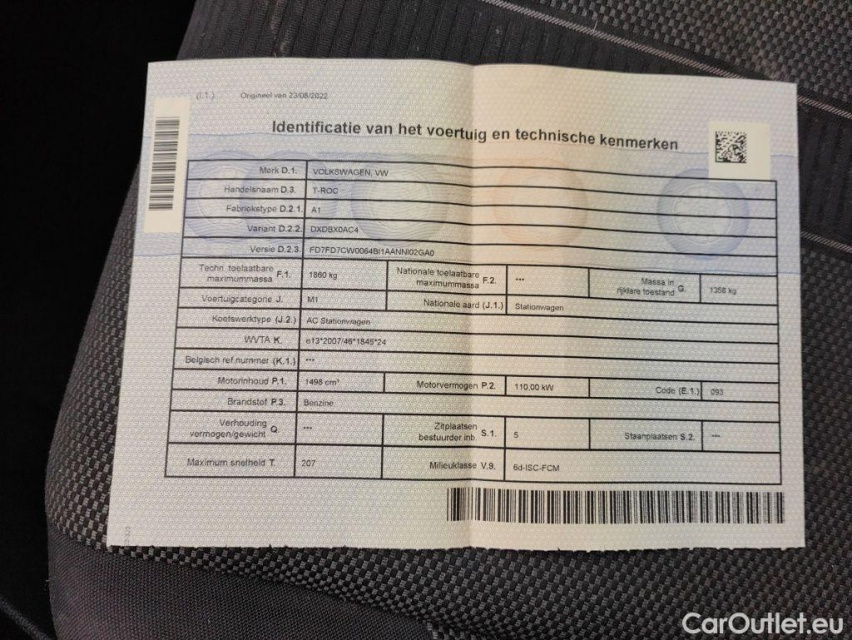 (I.1.) Origineel van 23/08/2022
Identificatie van het voertuig en technische kenmerken
Merk D.1. VOLKSWAGEN, VW
Handelsnaam D.3. T-ROC
Fabriekstype D.2.1. A1
Variant D.2.2. DXDBX0AC4
Versie D.2.3. FD7FD7CW0064BI1AANNI02GA0
Techn. toelaatbare maximummassa F.1. 1860 kg Nationale toelaatbare maximummassa F.2. *** Massa in rijklare toestand G. 1356 kg
Voertuigcategorie J. M1 Nationale aard (J.1.) Stationwagen
Koetswerktype (J.2.) AC Stationwagen
WVTA K. e13*2007/46*1845*24
Belgisch ref.nummer (K.1.) ***
Motorinhoud P.1. 1498 cm³ Motorvermogen P.2. 110.00 kW Code (E.1.) 093
Brandstof P.3. Benzine
Verhouding vermogen/gewicht Q. *** Zitplaatsen bestuurder inb. S.1. 5 Staanplaatsen S.2. ***
Maximum snelheid T. 207 Milieuklasse V.9. 6d-ISC-FCM
CarOutlet.eu